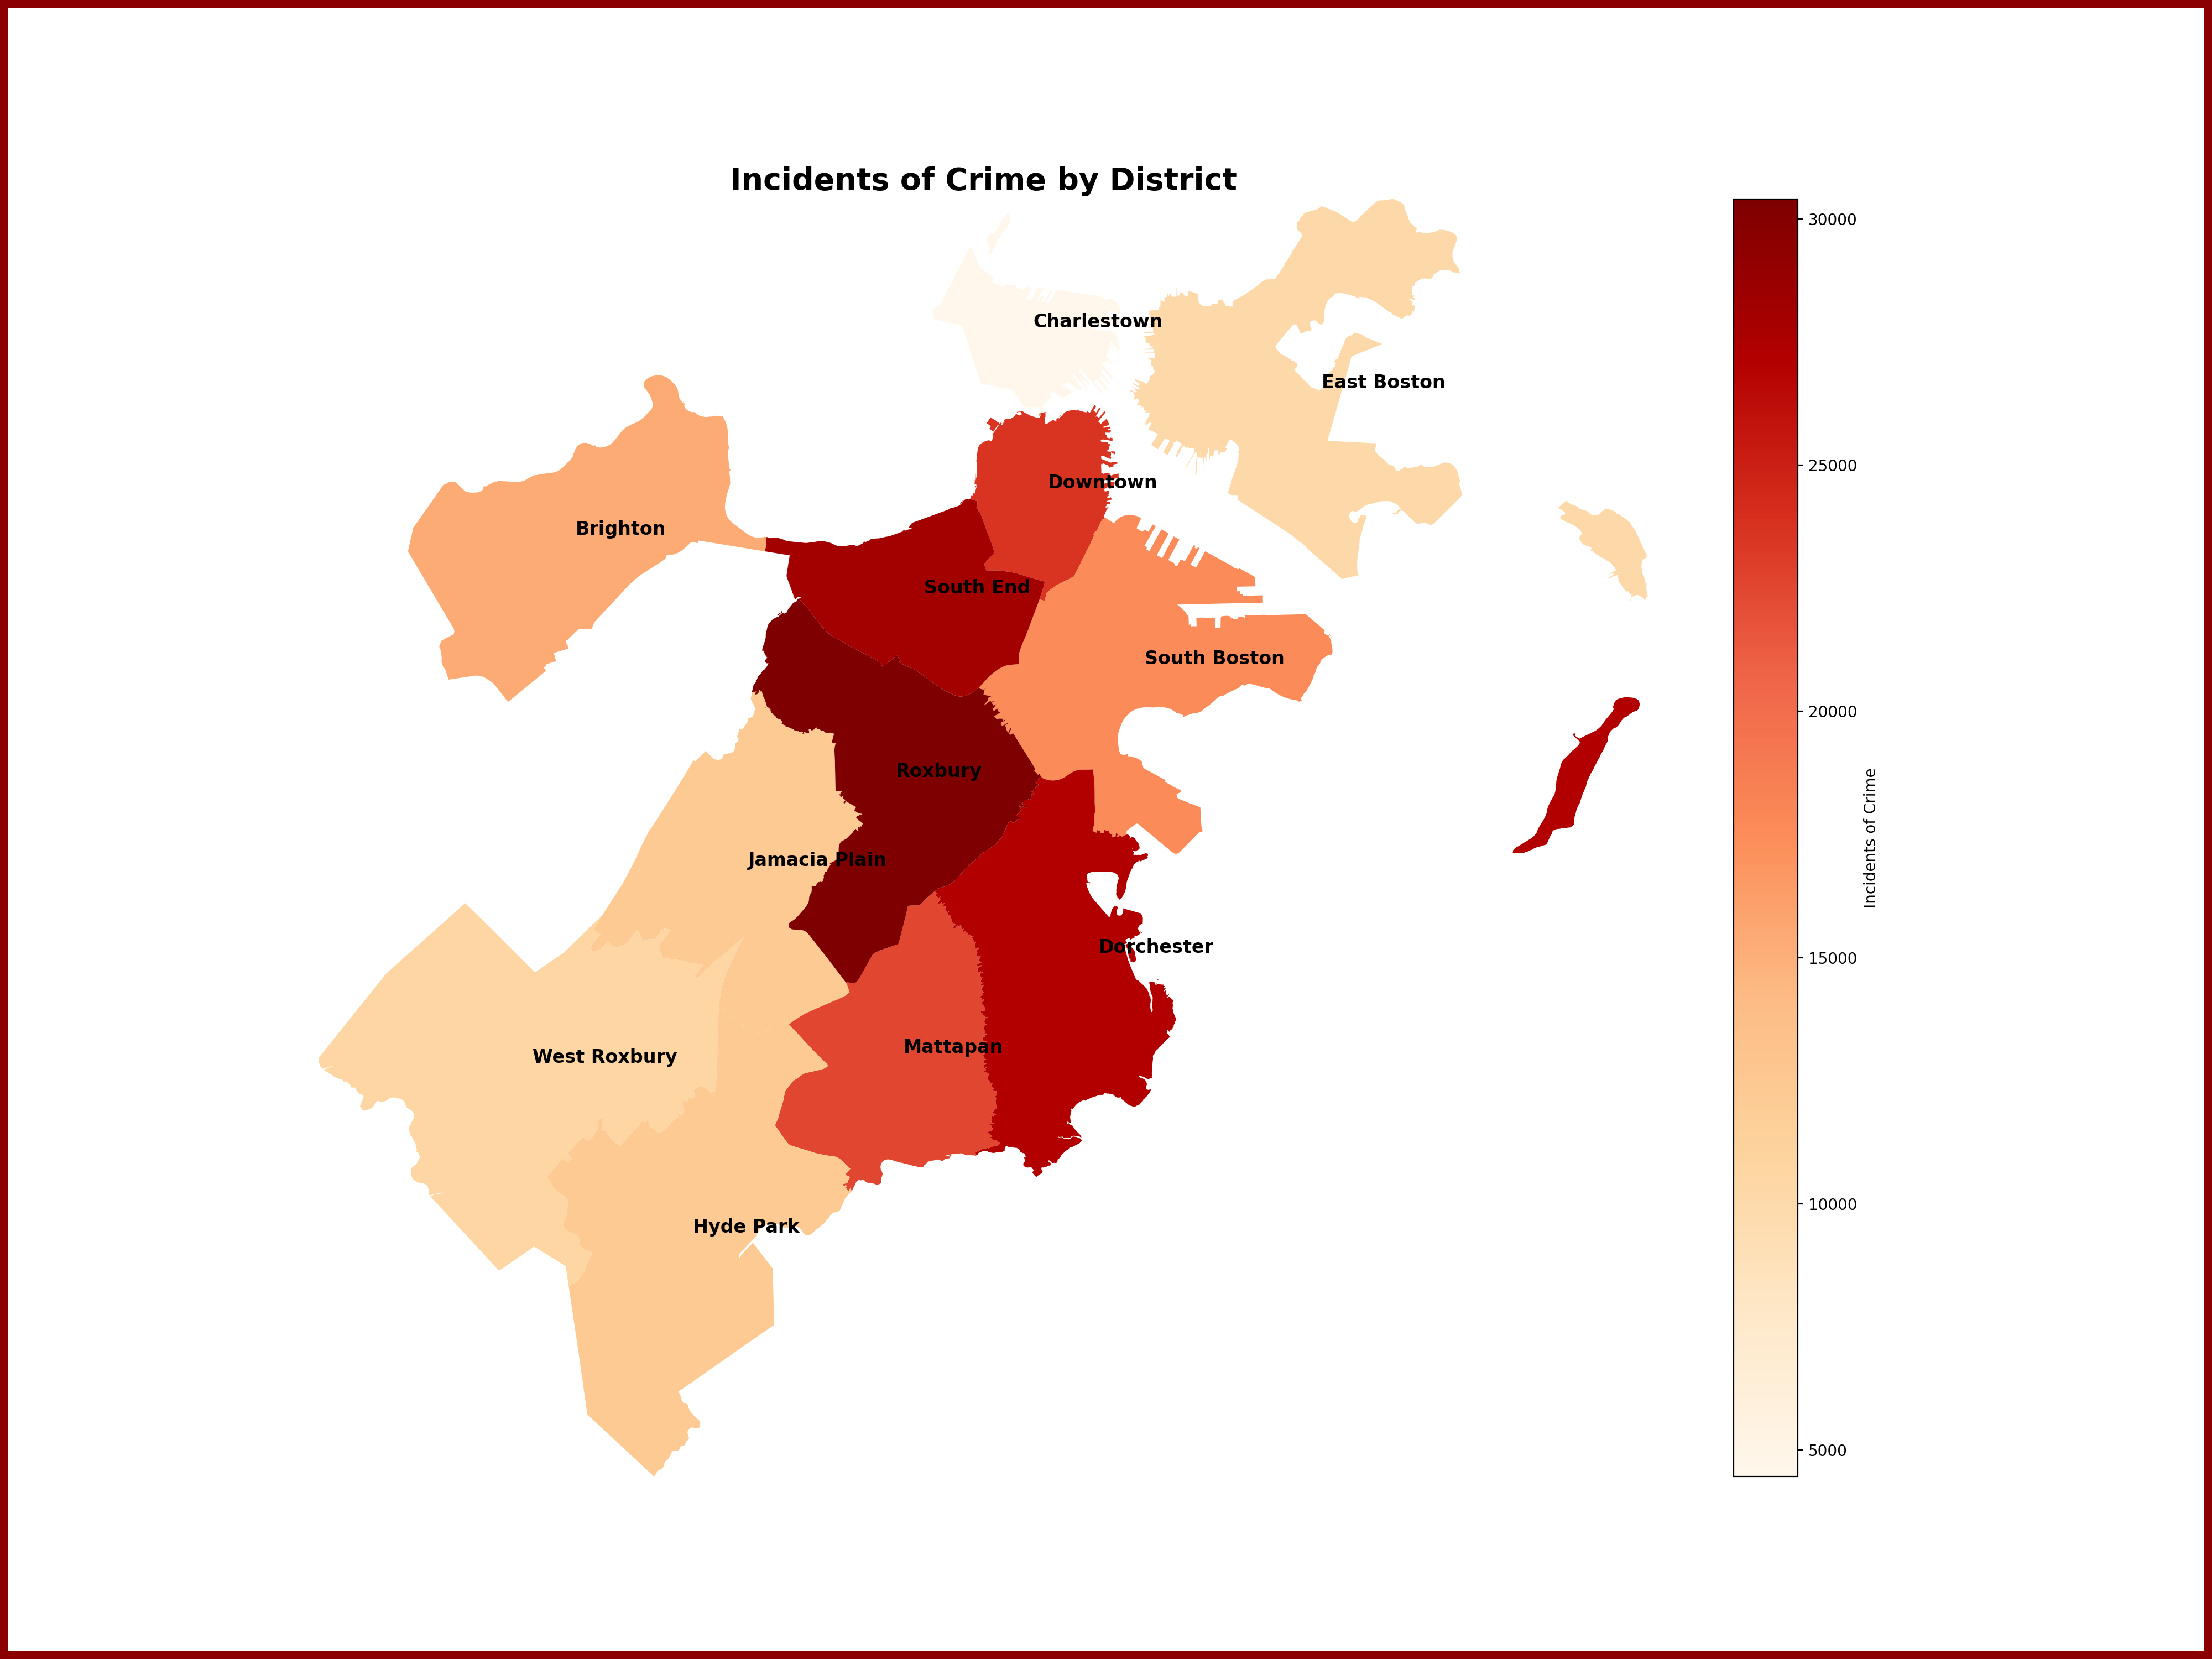 Incidents of Crime by District
Charlestown
East Boston
Downtown
Brighton
South End
South Boston
Roxbury
Jamacia Plain
Dorchester
Mattapan
West Roxbury
Hyde Park
30000
25000
20000
15000
10000
5000
Incidents of Crime